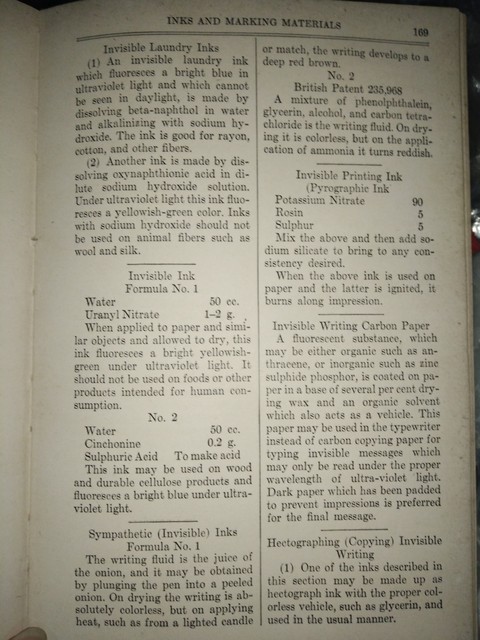 INKS AND MARKING MATERIALS 169
Invisible Laundry Inks
(1) An invisible laundry ink
which fluoresces a bright blue in
ultraviolet light and which cannot
be seen in daylight, is made by
dissolving beta-naphthol in water
and alkalinizing with sodium hy-
droxide. The ink is good for rayon,
cotton, and other fibers.
(2) Another ink is made by dis-
solving oxynaphthionic acid in di-
lute sodium hydroxide solution.
Under ultraviolet light this ink fluo-
resces a yellowish-green color. Inks
with sodium hydroxide should not
be used on animal fibers such as
wool and silk.
Invisible Ink
Formula No. 1
Water 50 cc.
Uranyl Nitrate 1–2 g.
When applied to paper and simi-
lar objects and allowed to dry, this
ink fluoresces a bright yellowish-
green under ultraviolet light. It
should not be used on foods or other
products intended for human con-
sumption.
No. 2
Water 50 cc.
Cinchonine 0.2 g.
Sulphuric Acid To make acid
This ink may be used on wood
and durable cellulose products and
fluoresces a bright blue under ultra-
violet light.
Sympathetic (Invisible) Inks
Formula No. 1
The writing fluid is the juice of
the onion, and it may be obtained
by plunging the pen into a peeled
onion. On drying the writing is ab-
solutely colorless, but on applying
heat, such as from a lighted candle
or match, the writing develops to a
deep red brown.
No. 2
British Patent 235,968
A mixture of phenolphthalein,
glycerin, alcohol, and carbon tetra-
chloride is the writing fluid. On dry-
ing it is colorless, but on the appli-
cation of ammonia it turns reddish.
Invisible Printing Ink
(Pyrographic Ink
Potassium Nitrate 90
Rosin 5
Sulphur 5
Mix the above and then add so-
dium silicate to bring to any con-
sistency desired.
When the above ink is used on
paper and the latter is ignited, it
burns along impression.
Invisible Writing Carbon Paper
A fluorescent substance, which
may be either organic such as an-
thracene, or inorganic such as zinc
sulphide phosphor, is coated on pa-
per in a base of several per cent dry-
ing wax and an organic solvent
which also acts as a vehicle. This
paper may be used in the typewriter
instead of carbon copying paper for
typing invisible messages which
may only be read under the proper
wavelength of ultra-violet light.
Dark paper which has been padded
to prevent impressions is preferred
for the final message.
Hectographing (Copying) Invisible
Writing
(1) One of the inks described in
this section may be made up as
hectograph ink with the proper col-
orless vehicle, such as glycerin, and
used in the usual manner.